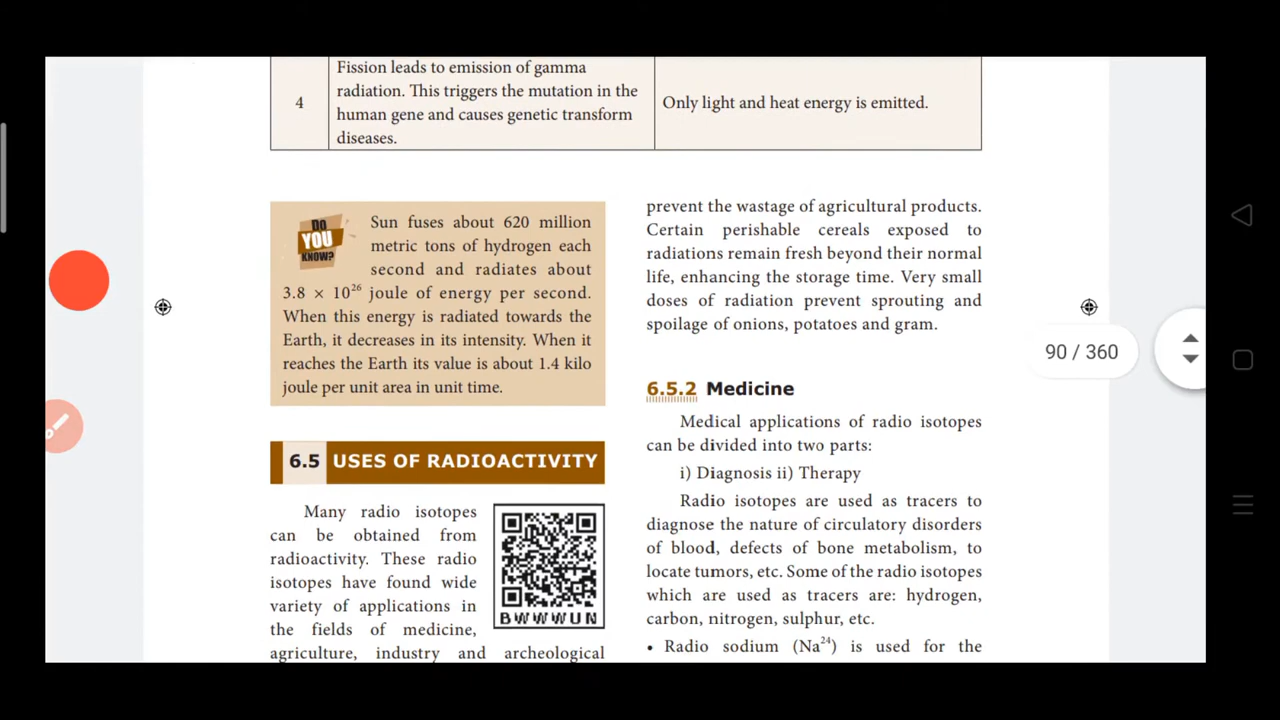 4
Fission leads to emission of gamma
radiation. This triggers the mutation in the
human gene and causes genetic transform
diseases.
Only light and heat energy is emitted.
DO
YOU
KNOW?
Sun fuses about 620 million
metric tons of hydrogen each
second and radiates about
3.8 × 10²⁶ joule of energy per second.
When this energy is radiated towards the
Earth, it decreases in its intensity. When it
reaches the Earth its value is about 1.4 kilo
joule per unit area in unit time.
6.5 USES OF RADIOACTIVITY
Many radio isotopes
can be obtained from
radioactivity. These radio
isotopes have found wide
variety of applications in
the fields of medicine,
agriculture, industry and archeological
BWWWUN
prevent the wastage of agricultural products.
Certain perishable cereals exposed to
radiations remain fresh beyond their normal
life, enhancing the storage time. Very small
doses of radiation prevent sprouting and
spoilage of onions, potatoes and gram.
6.5.2 Medicine
Medical applications of radio isotopes
can be divided into two parts:
i) Diagnosis ii) Therapy
Radio isotopes are used as tracers to
diagnose the nature of circulatory disorders
of blood, defects of bone metabolism, to
locate tumors, etc. Some of the radio isotopes
which are used as tracers are: hydrogen,
carbon, nitrogen, sulphur, etc.
• Radio sodium (Na²⁴) is used for the
90 / 360